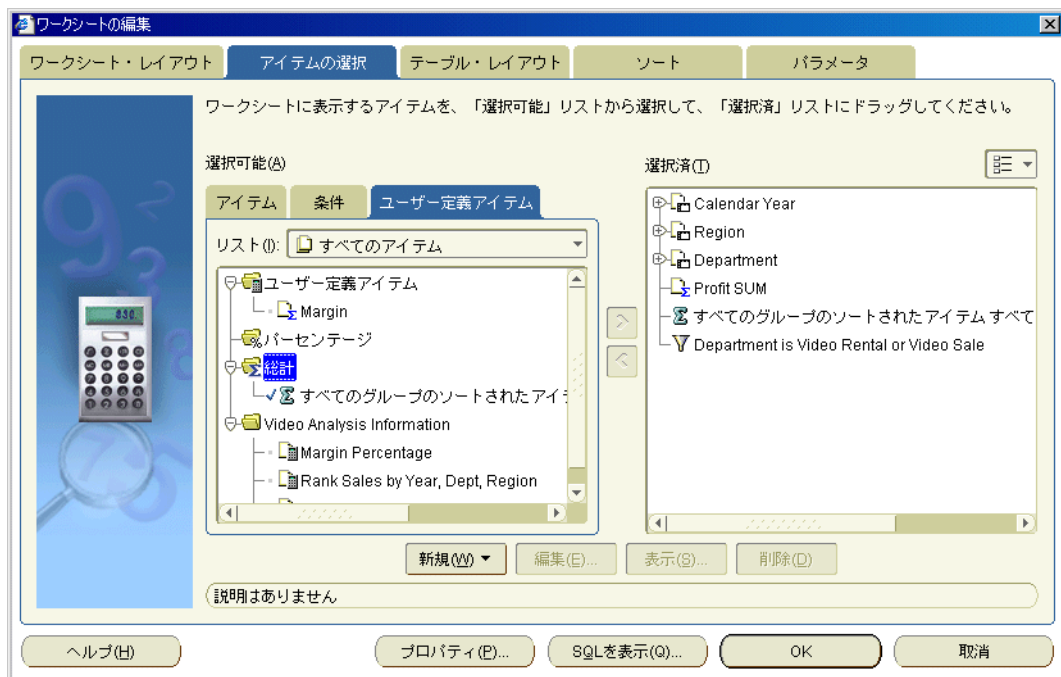 ワークシートの編集
ワークシート・レイアウト アイテムの選択 テーブル・レイアウト ソート パラメータ
ワークシートに表示するアイテムを、「選択可能」リストから選択して、「選択済」リストにドラッグしてください。
選択可能(A)
選択済(T)
アイテム 条件 ユーザー定義アイテム
リスト(I): すべてのアイテム
ユーザー定義アイテム
Margin
パーセンテージ
総計
すべてのグループのソートされたアイテ
Video Analysis Information
Margin Percentage
Rank Sales by Year, Dept, Region
Calendar Year
Region
Department
Profit SUM
すべてのグループのソートされたアイテム すべて
Department is Video Rental or Video Sale
新規(W) 編集(E)... 表示(S)... 削除(D)
説明はありません
ヘルプ(H) プロパティ(P)... SQLを表示(Q)... OK 取消
830.